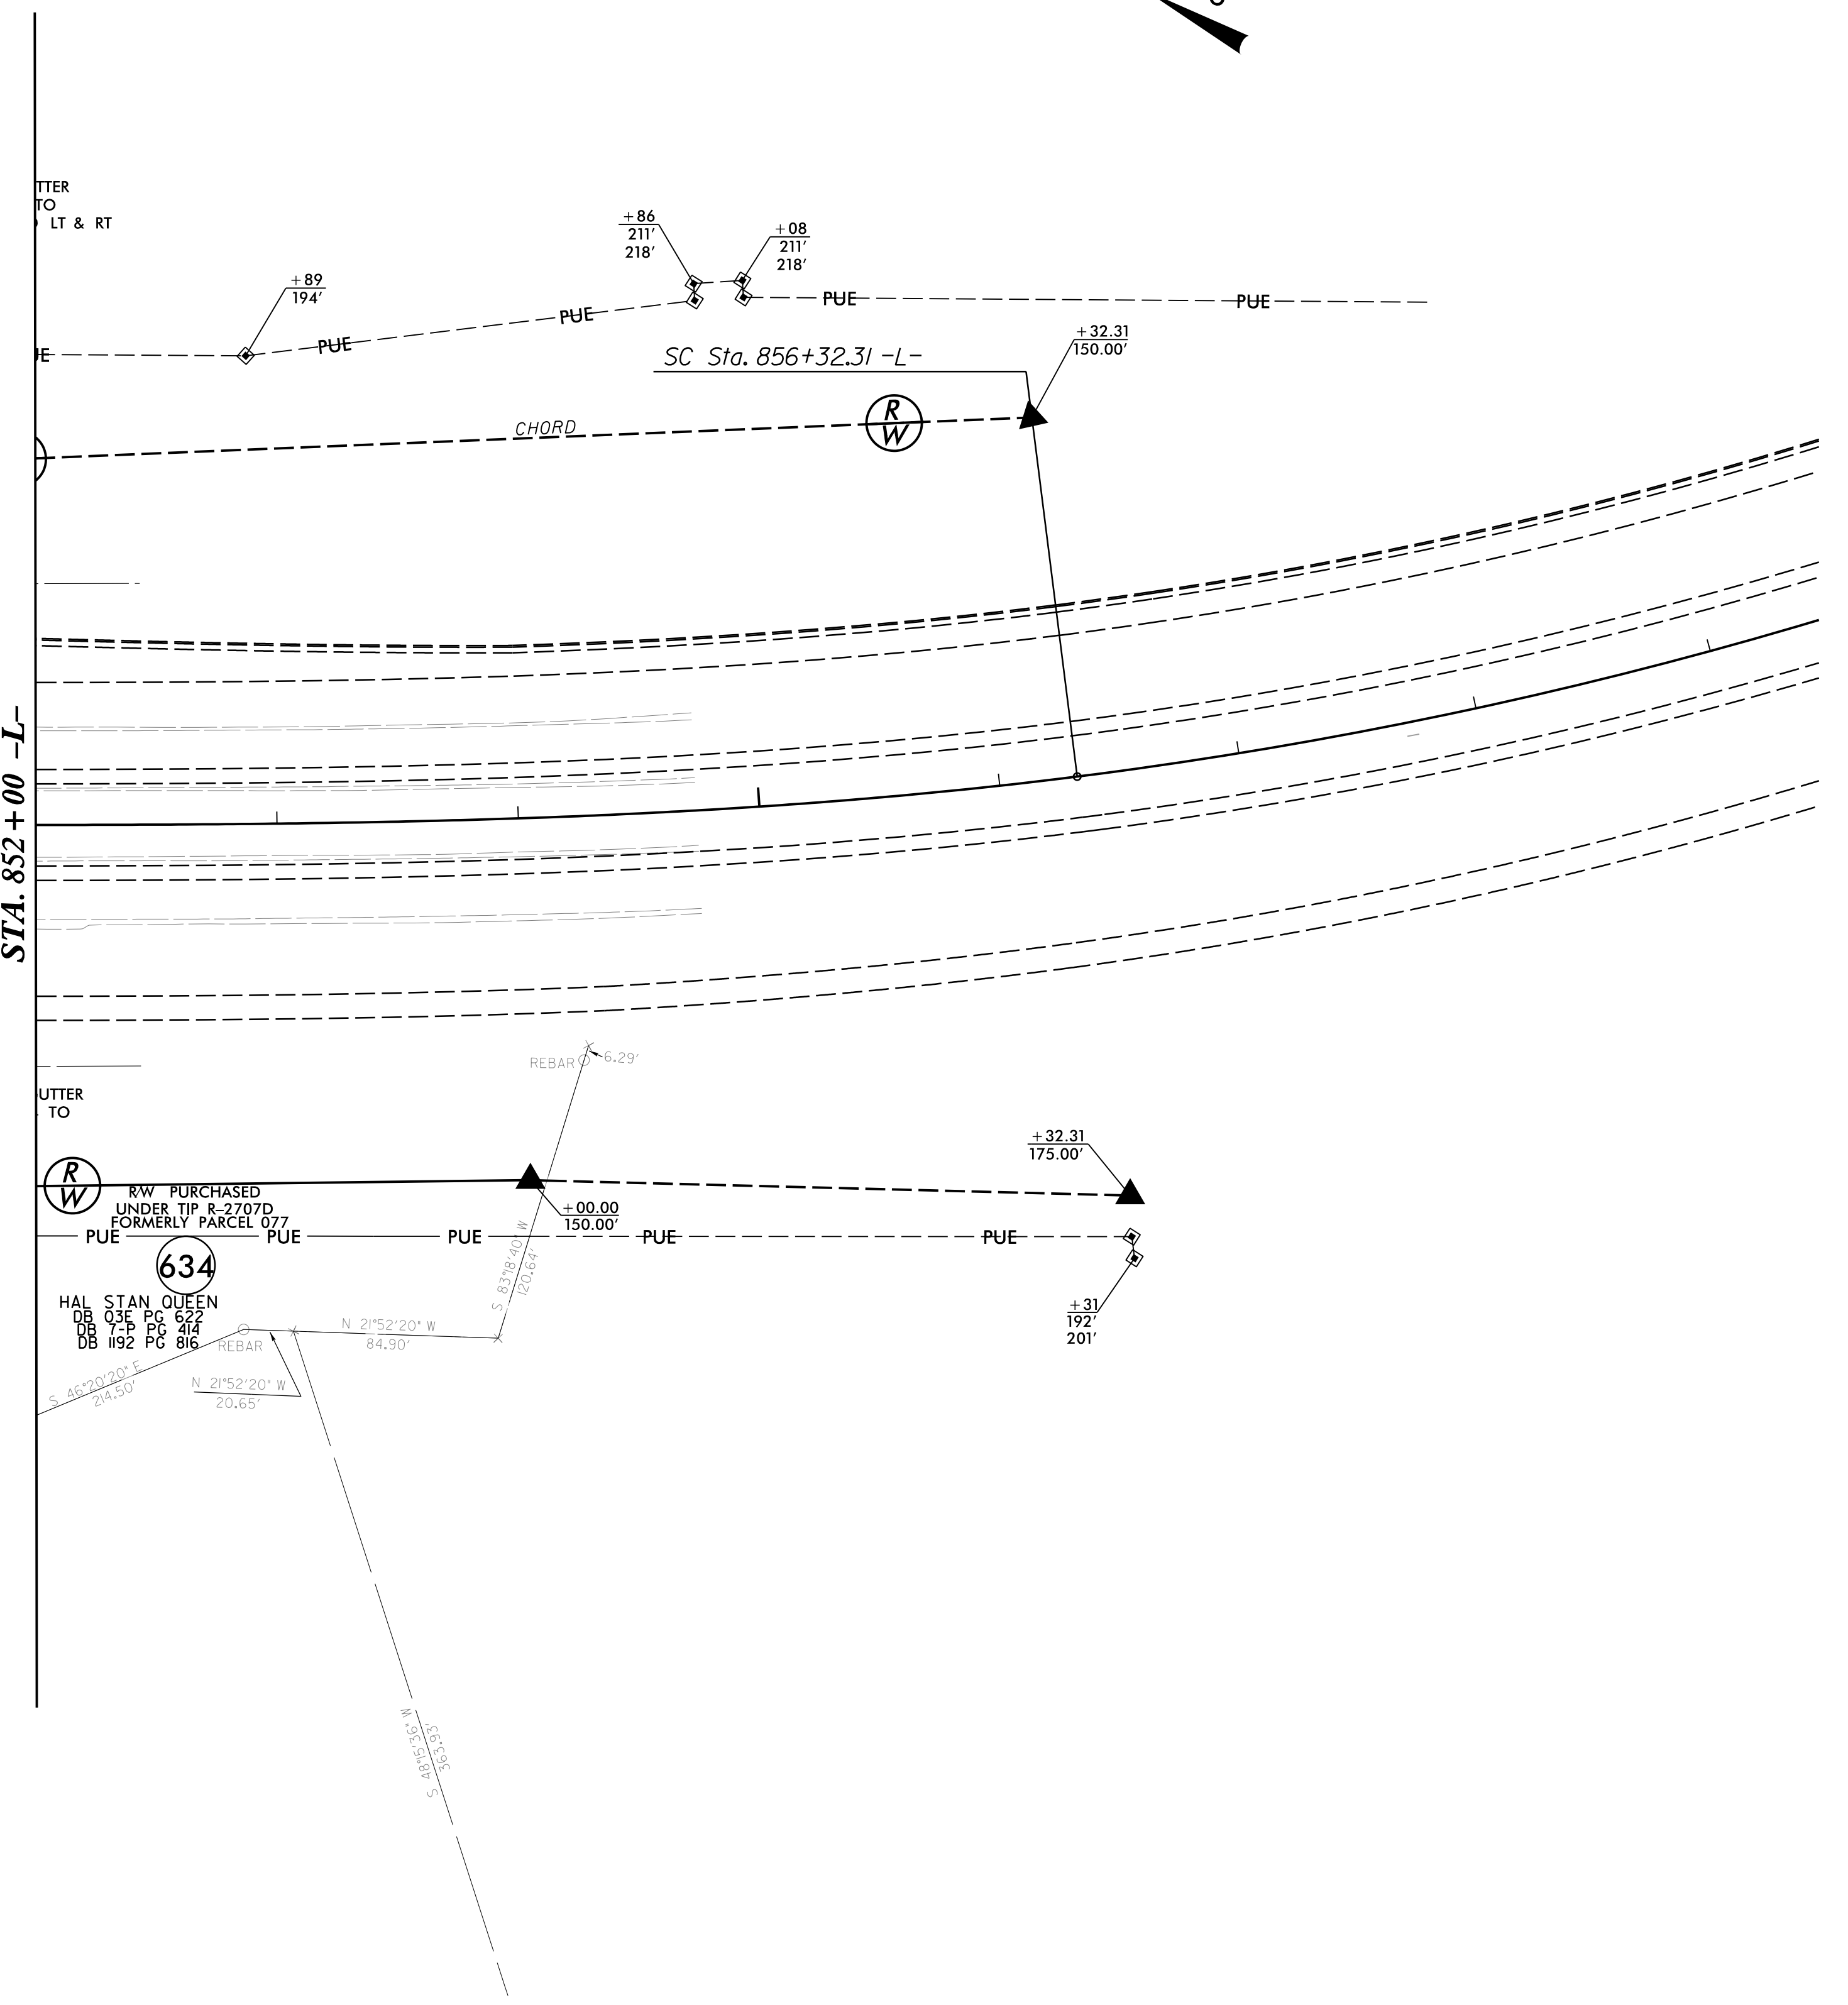 LT & RT
+86
211'
218'
+08
211'
218'
+89
194'
PUE
PUE
PUE
PUE
+32.31
150.00'
SC Sta. 856+32.31 -L-
CHORD
R
W
STA. 852+00 -L-
REBAR
6.29'
TO
+32.31
175.00'
R
W
R/W PURCHASED
UNDER TIP R-2707D
FORMERLY PARCEL 077
+00.00
150.00'
PUE
PUE
PUE
PUE
PUE
634
S 83°18'40" W
120.64'
HAL STAN QUEEN
DB 03E PG 622
DB 7-P PG 414
DB 1192 PG 816
+31
192'
201'
N 21°52'20" W
84.90'
REBAR
S 46°20'20" E
214.50'
N 21°52'20" W
20.65'
S 48°15'36" W
363.93'